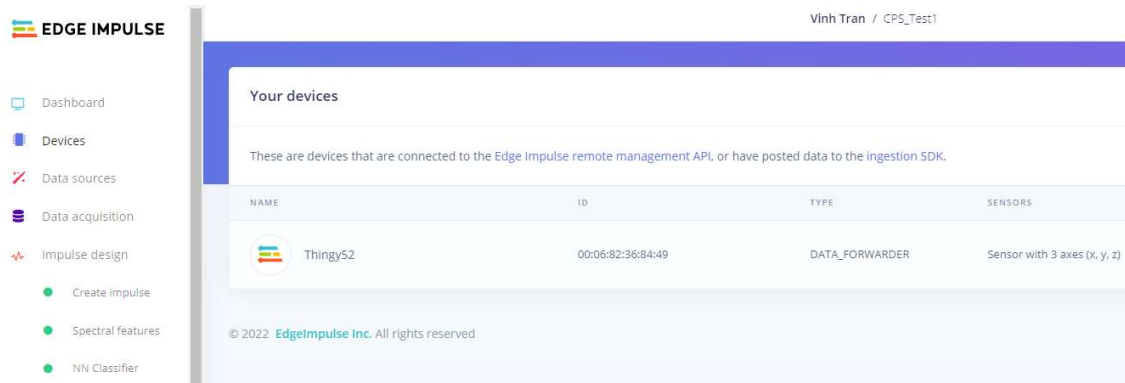 EDGE IMPULSE
Dashboard
Devices
Data sources
Data acquisition
Impulse design
Create impulse
Spectral features
NN Classifier
Vinh Tran / CPS_Test1
Your devices
These are devices that are connected to the Edge Impulse remote management API, or have posted data to the ingestion SDK.
NAME ID TYPE SENSORS
Thingy52 00:06:82:36:84:49 DATA_FORWARDER Sensor with 3 axes (x, y, z)
© 2022 EdgeImpulse Inc. All rights reserved